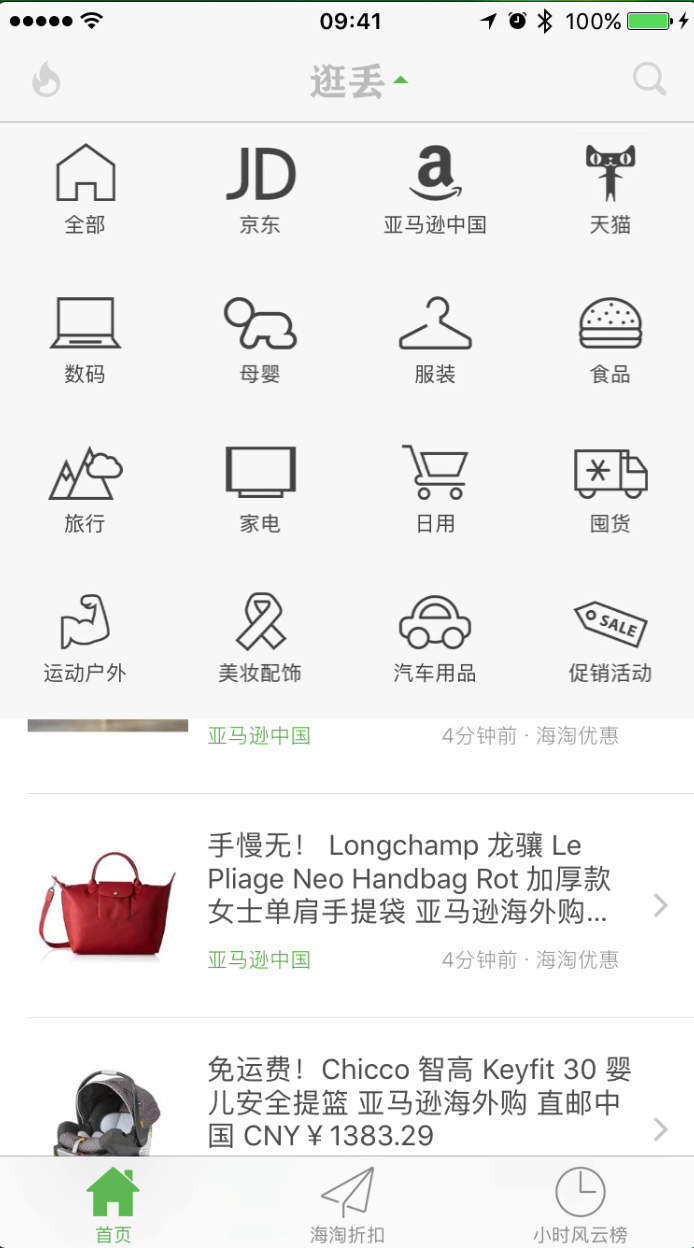 09:41
100%
逛丢
JD
a
全部
京东
亚马逊中国
天猫
数码
母婴
服装
食品
旅行
家电
日用
囤货
SALE
运动户外
美妆配饰
汽车用品
促销活动
亚马逊中国
4分钟前 · 海淘优惠
手慢无！ Longchamp 龙骧 Le
Pliage Neo Handbag Rot 加厚款
女士单肩手提袋 亚马逊海外购...
亚马逊中国
4分钟前 · 海淘优惠
免运费！Chicco 智高 Keyfit 30 婴
儿安全提篮 亚马逊海外购 直邮中
国 CNY￥1383.29
首页
海淘折扣
小时风云榜